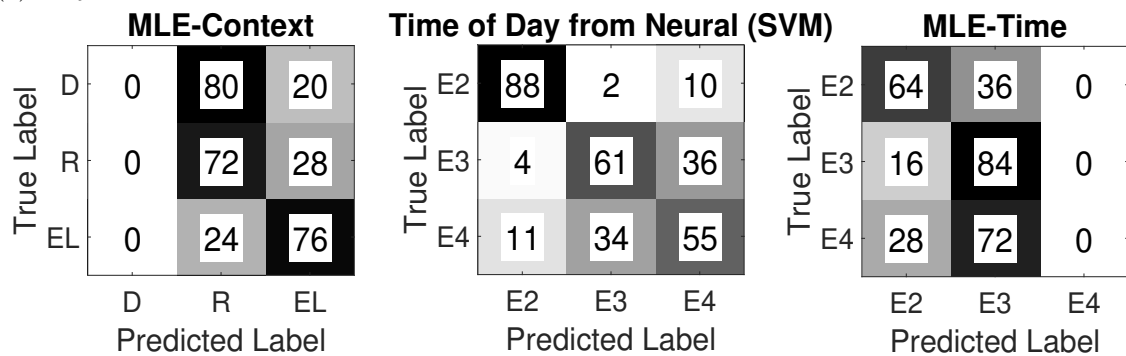 MLE-Context
Time of Day from Neural (SVM)
MLE-Time
True Label
D 0 80 20
R 0 72 28
EL 0 24 76
D R EL
Predicted Label
True Label
E2 88 2 10
E3 4 61 36
E4 11 34 55
E2 E3 E4
Predicted Label
True Label
E2 64 36 0
E3 16 84 0
E4 28 72 0
E2 E3 E4
Predicted Label